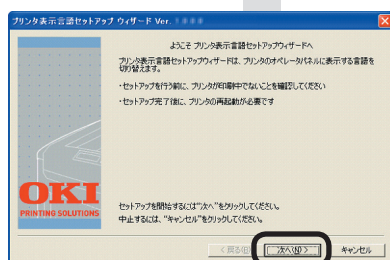 プリンタ表示言語セットアップ ウィザード Ver.
ようこそ プリンタ表示言語セットアップウィザードへ
プリンタ表示言語セットアップウィザードは、プリンタのオペレータパネルに表示する言語を
切り替えます。
・セットアップを行う前に、プリンタが印刷中でないことを確認してください
・セットアップ完了後に、プリンタの再起動が必要です
OKI
PRINTING SOLUTIONS
セットアップを開始するには"次へ"をクリックしてください。
中止するには、"キャンセル"をクリックしてください。
< 戻る(B) 次へ(N) > キャンセル